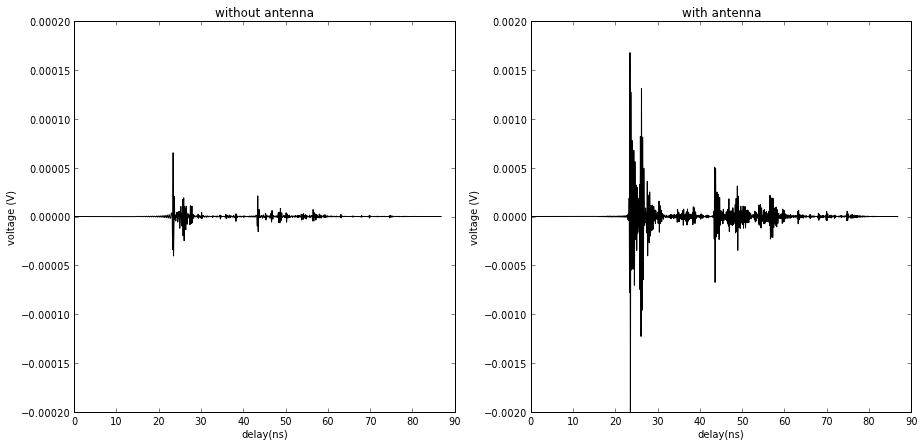 without antenna
0.00020
0.00015
0.00010
0.00005
0.00000
−0.00005
−0.00010
−0.00015
−0.00020
voltage (V)
0 10 20 30 40 50 60 70 80 90
delay(ns)
with antenna
0.0020
0.0015
0.0010
0.0005
0.0000
−0.0005
−0.0010
−0.0015
−0.0020
voltage (V)
0 10 20 30 40 50 60 70 80 90
delay(ns)